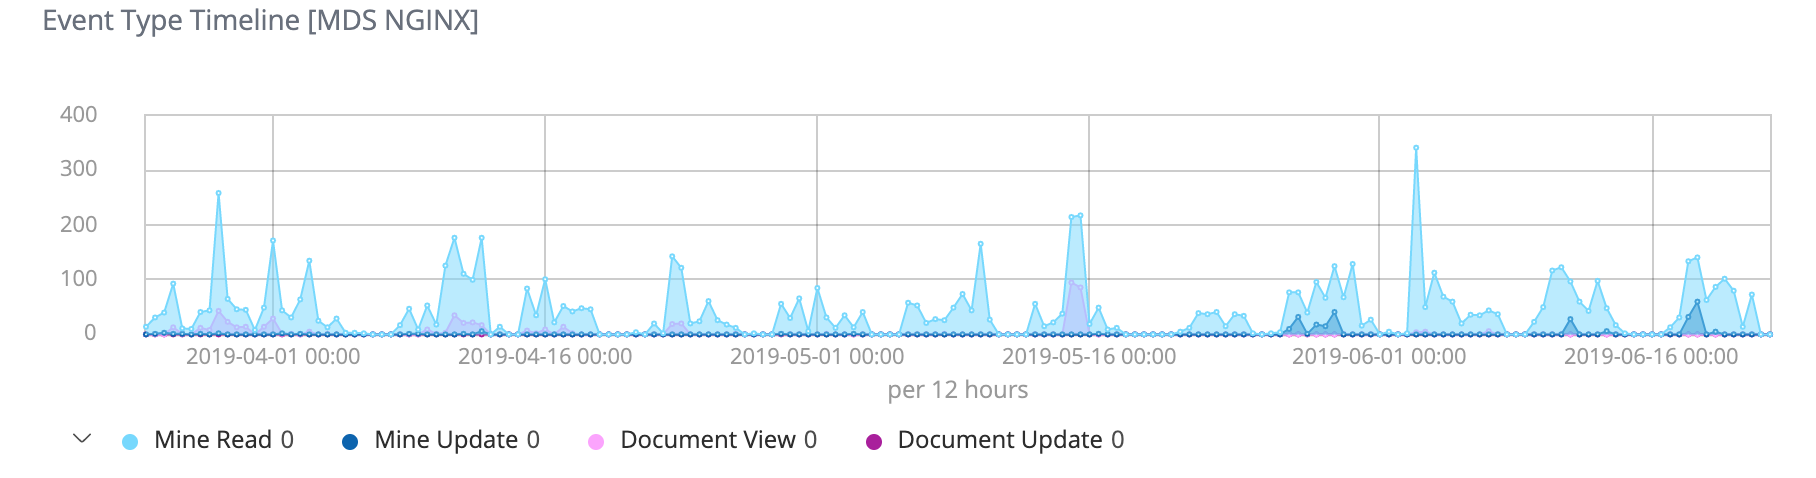 Event Type Timeline [MDS NGINX]
400
300
200
100
0
2019-04-01 00:00 2019-04-16 00:00 2019-05-01 00:00 2019-05-16 00:00 2019-06-01 00:00 2019-06-16 00:00
per 12 hours
Mine Read 0 Mine Update 0 Document View 0 Document Update 0